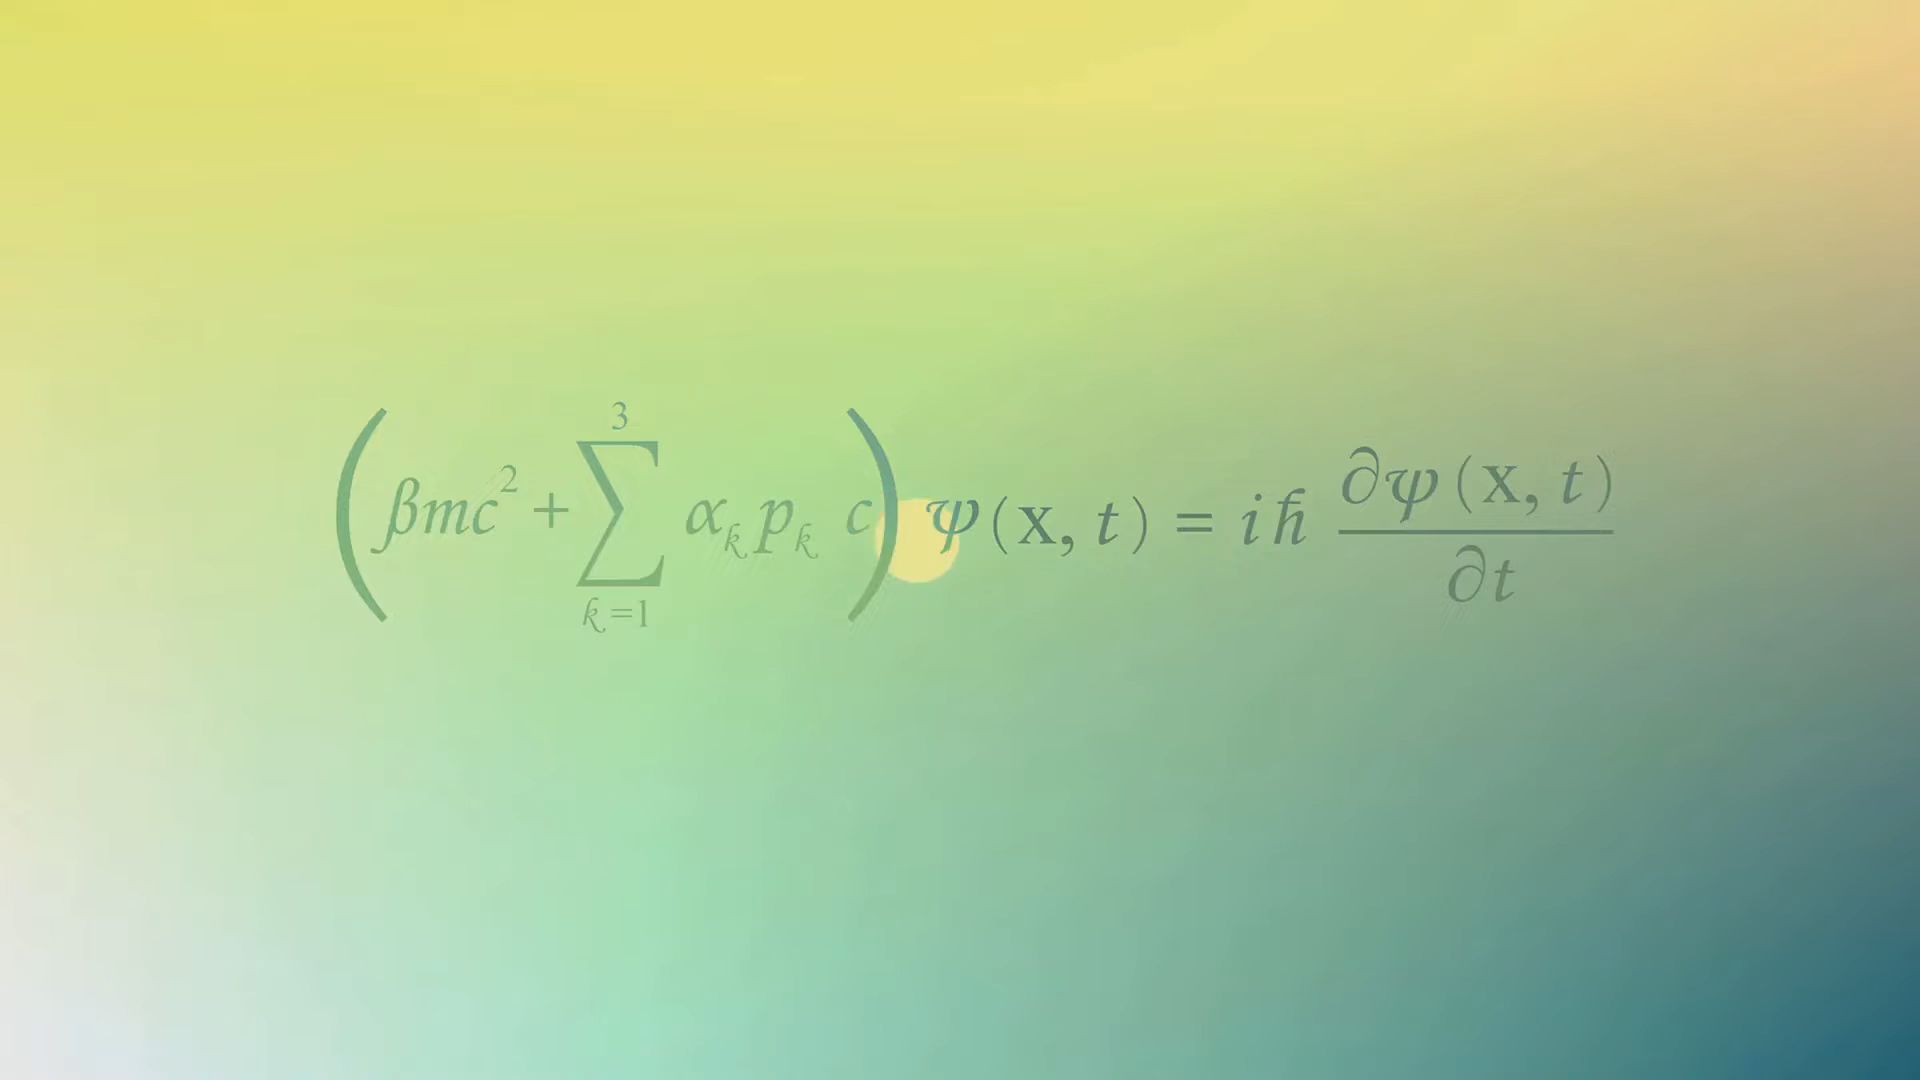 (βmc² + ∑_{k=1}^{3} α_k p_k c) ψ(x, t) = iℏ ∂ψ(x, t)/∂t